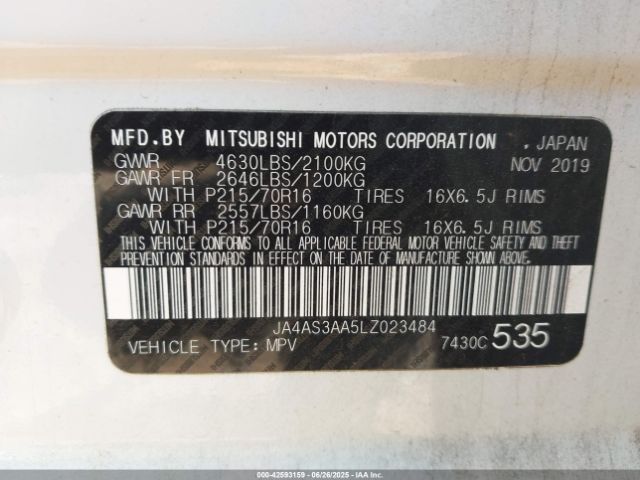 MFD.BY MITSUBISHI MOTORS CORPORATION . JAPAN
GVWR 4630LBS/2100KG NOV 2019
GAWR FR 2646LBS/1200KG
WITH P215/70R16 TIRES 16X6.5J RIMS
GAWR RR 2557LBS/1160KG
WITH P215/70R16 TIRES 16X6.5J RIMS
THIS VEHICLE CONFORMS TO ALL APPLICABLE FEDERAL MOTOR VEHICLE SAFETY AND THEFT
PREVENTION STANDARDS IN EFFECT ON THE DATE OF MANUFACTURE SHOWN ABOVE.
JA4AS3AA5LZ023484
VEHICLE TYPE: MPV 7430C 535
000-42593159 | 06/26/2025 - IAAI.COM